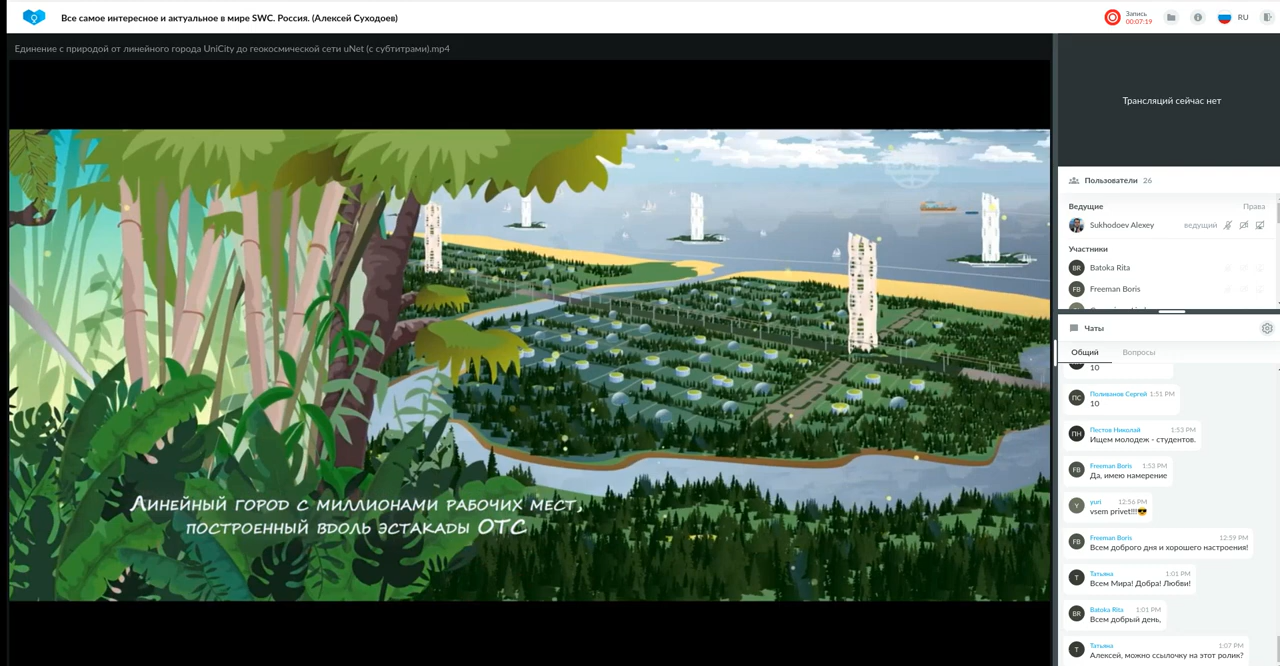 Все самое интересное и актуальное в мире SWC. Россия. (Алексей Суходоев)
Запись
00:07:19
RU
Единение с природой от линейного города UniCity до геокосмической сети uNet (с субтитрами).mp4
Линейный город с миллионами рабочих мест,
построенный вдоль эстакады ОТС
Трансляций сейчас нет
Пользователи 26
Ведущие Права
Sukhodoev Alexey ведущий
Участники
BR Batoka Rita
FB Freeman Boris
Чаты
Общий Вопросы
10
ПС Поливанов Сергей 1:51 PM
10
ПН Пестов Николай 1:53 PM
Ищем молодеж - студентов.
FB Freeman Boris 1:53 PM
Да, имею намерение
Y yuri 12:56 PM
vsem privet!!!😎
FB Freeman Boris 12:59 PM
Всем доброго дня и хорошего настроения!
Т Татьяна 1:01 PM
Всем Мира! Добра! Любви!
BR Batoka Rita 1:01 PM
Всем добрый день,
Т Татьяна 1:07 PM
Алексей, можно ссылочку на этот ролик?